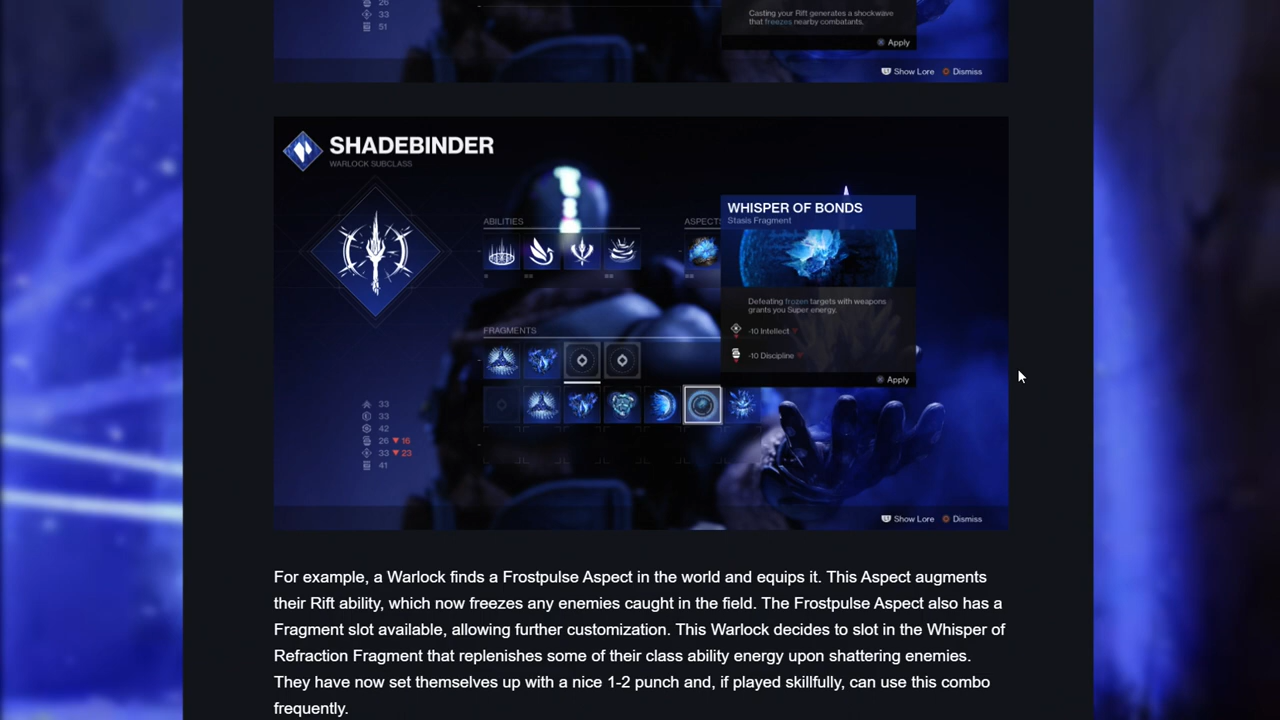 26
33
51
Casting your Rift generates a shockwave
that freezes nearby combatants.
Apply
Show Lore Dismiss
SHADEBINDER
WARLOCK SUBCLASS
ABILITIES
ASPECTS
FRAGMENTS
WHISPER OF BONDS
Stasis Fragment
Defeating frozen targets with weapons
grants you Super energy.
-10 Intellect
-10 Discipline
Apply
33
33
42
26 ▼ 16
33 ▼ 23
41
Show Lore Dismiss
For example, a Warlock finds a Frostpulse Aspect in the world and equips it. This Aspect augments
their Rift ability, which now freezes any enemies caught in the field. The Frostpulse Aspect also has a
Fragment slot available, allowing further customization. This Warlock decides to slot in the Whisper of
Refraction Fragment that replenishes some of their class ability energy upon shattering enemies.
They have now set themselves up with a nice 1-2 punch and, if played skillfully, can use this combo
frequently.